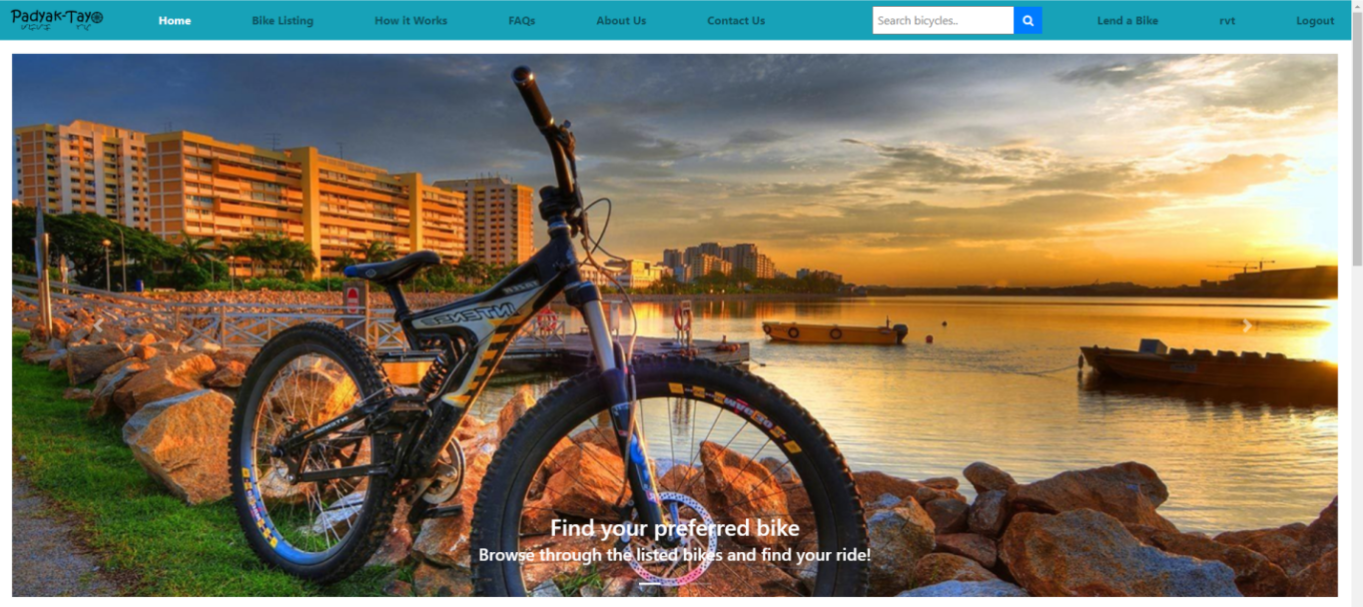 Padyak-Tayo
Home Bike Listing How it Works FAQs About Us Contact Us Search bicycles.. Lend a Bike rvt Logout
INTENSE
Find your preferred bike
Browse through the listed bikes and find your ride!